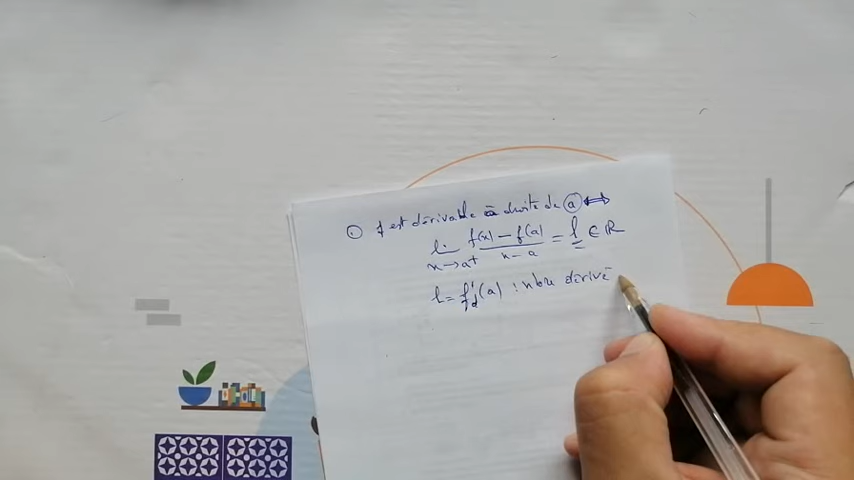 ① f est dérivable à droite de a ⟺
lim f(x) - f(a) / x - a = l ∈ ℝ
x → a⁺
l = f'd(a) : nbre dérivé